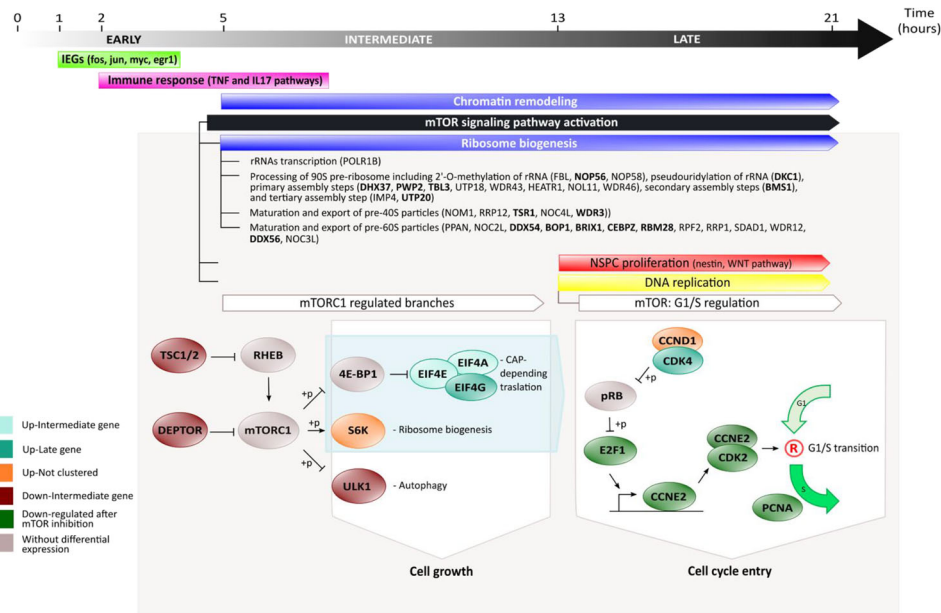 0 1 2 5 13 21 Time
(hours)
EARLY INTERMEDIATE LATE
IEGs (fos, jun, myc, egr1)
Immune response (TNF and IL17 pathways)
Chromatin remodeling
mTOR signaling pathway activation
Ribosome biogenesis
rRNAs transcription (POLR1B)
Processing of 90S pre-ribosome including 2'-O-methylation of rRNA (FBL, NOP56, NOP58), pseudouridylation of rRNA (DKC1),
primary assembly steps (DHX37, PWP2, TBL3, UTP18, WDR43, HEATR1, NOL11, WDR46), secondary assembly steps (BMS1),
and tertiary assembly step (IMP4, UTP20)
Maturation and export of pre-40S particles (NOM1, RRP12, TSR1, NOC4L, WDR3))
Maturation and export of pre-60S particles (PPAN, NOC2L, DDX54, BOP1, BRIX1, CEBPZ, RBM28, RPF2, RRP1, SDAD1, WDR12,
DDX56, NOC3L)
NSPC proliferation (nestin, WNT pathway)
DNA replication
mTORC1 regulated branches
mTOR: G1/S regulation
TSC1/2
RHEB
4E-BP1
EIF4E
EIF4A
EIF4G
- CAP-
depending
traslation
DEPTOR
mTORC1
+p
+p
+p
S6K
- Ribosome biogenesis
ULK1
- Autophagy
Cell growth
CCND1
CDK4
+p
pRB
+p
E2F1
CCNE2
CCNE2
CDK2
R
G1/S transition
G1
S
PCNA
Cell cycle entry
Up-Intermediate gene
Up-Late gene
Up-Not clustered
Down-Intermediate gene
Down-regulated after
mTOR inhibition
Without differential
expression